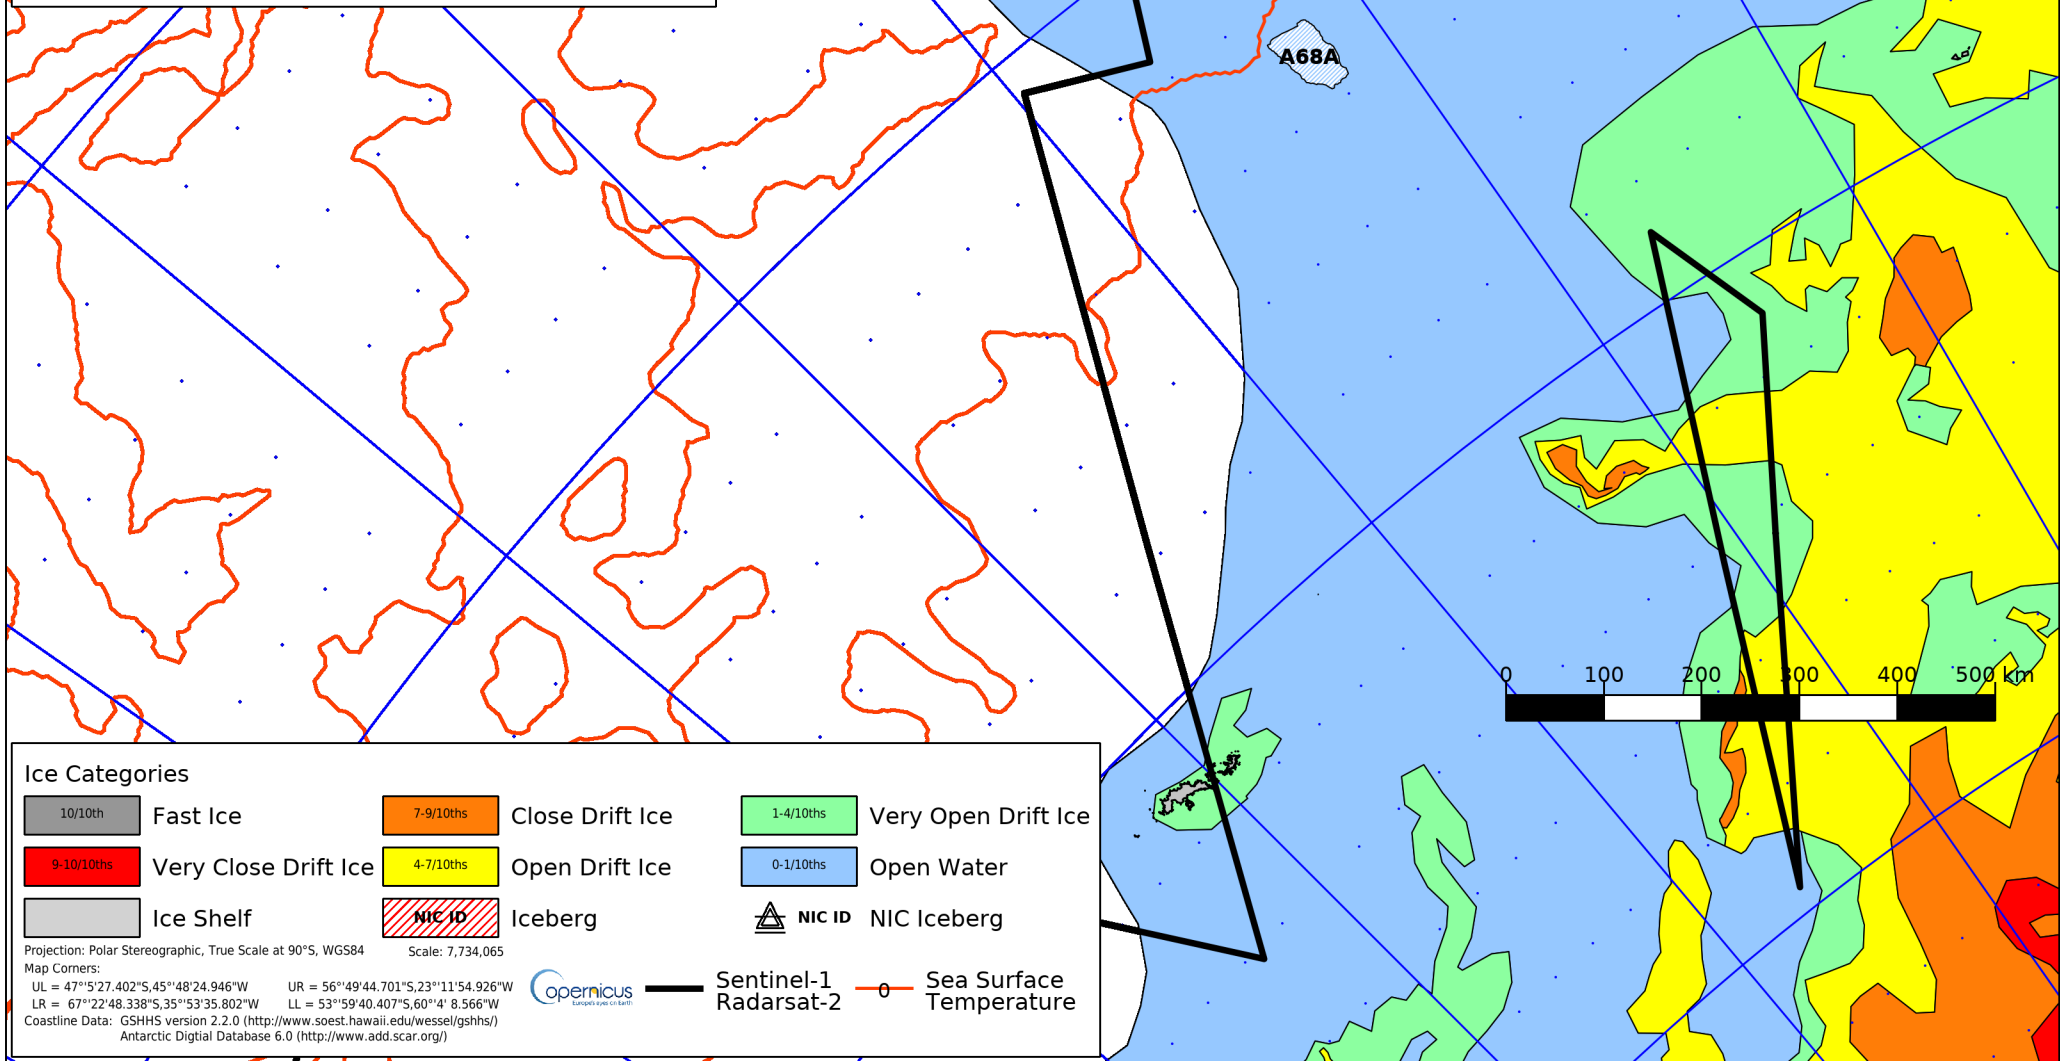 A68A
0 100 200 300 400 500 km
Ice Categories
10/10th Fast Ice 7-9/10ths Close Drift Ice 1-4/10ths Very Open Drift Ice
9-10/10ths Very Close Drift Ice 4-7/10ths Open Drift Ice 0-1/10ths Open Water
Ice Shelf NIC ID Iceberg NIC ID NIC Iceberg
Projection: Polar Stereographic, True Scale at 90°S, WGS84 Scale: 7,734,065
Map Corners:
UL = 47°'5'27.402"S,45°'48'24.946"W UR = 56°'49'44.701"S,23°'11'54.926"W
LR = 67°'22'48.338"S,35°'53'35.802"W LL = 53°'59'40.407"S,60°'4' 8.566"W
Coastline Data: GSHHS version 2.2.0 (http://www.soest.hawaii.edu/wessel/gshhs/)
Antarctic Digtial Database 6.0 (http://www.add.scar.org/)
opernicus
Europe's eyes on Earth
Sentinel-1
Radarsat-2
0
Sea Surface
Temperature